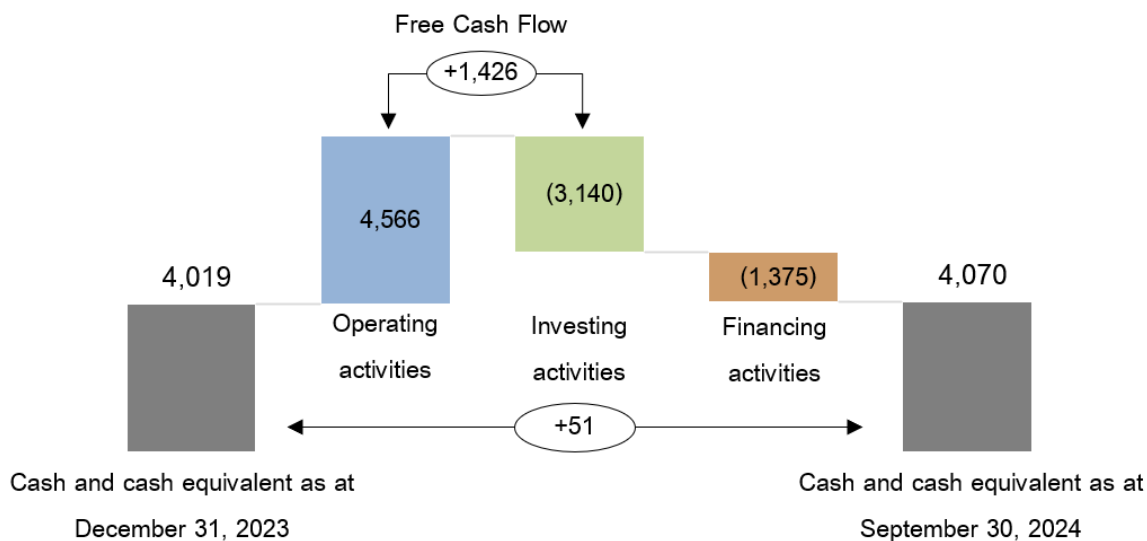 Free Cash Flow
+1,426
(3,140)
4,566
4,019
(1,375)
4,070
Operating
activities
Investing
activities
Financing
activities
+51
Cash and cash equivalent as at
December 31, 2023
Cash and cash equivalent as at
September 30, 2024